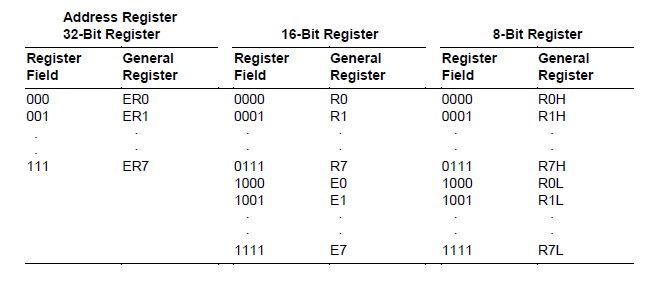 Address Register
32-Bit Register 16-Bit Register 8-Bit Register
Register General Register General Register General
Field Register Field Register Field Register
000 ER0 0000 R0 0000 R0H
001 ER1 0001 R1 0001 R1H
. . . . . .
. . . . . .
111 ER7 0111 R7 0111 R7H
1000 E0 1000 R0L
1001 E1 1001 R1L
. . . .
. . . .
1111 E7 1111 R7L